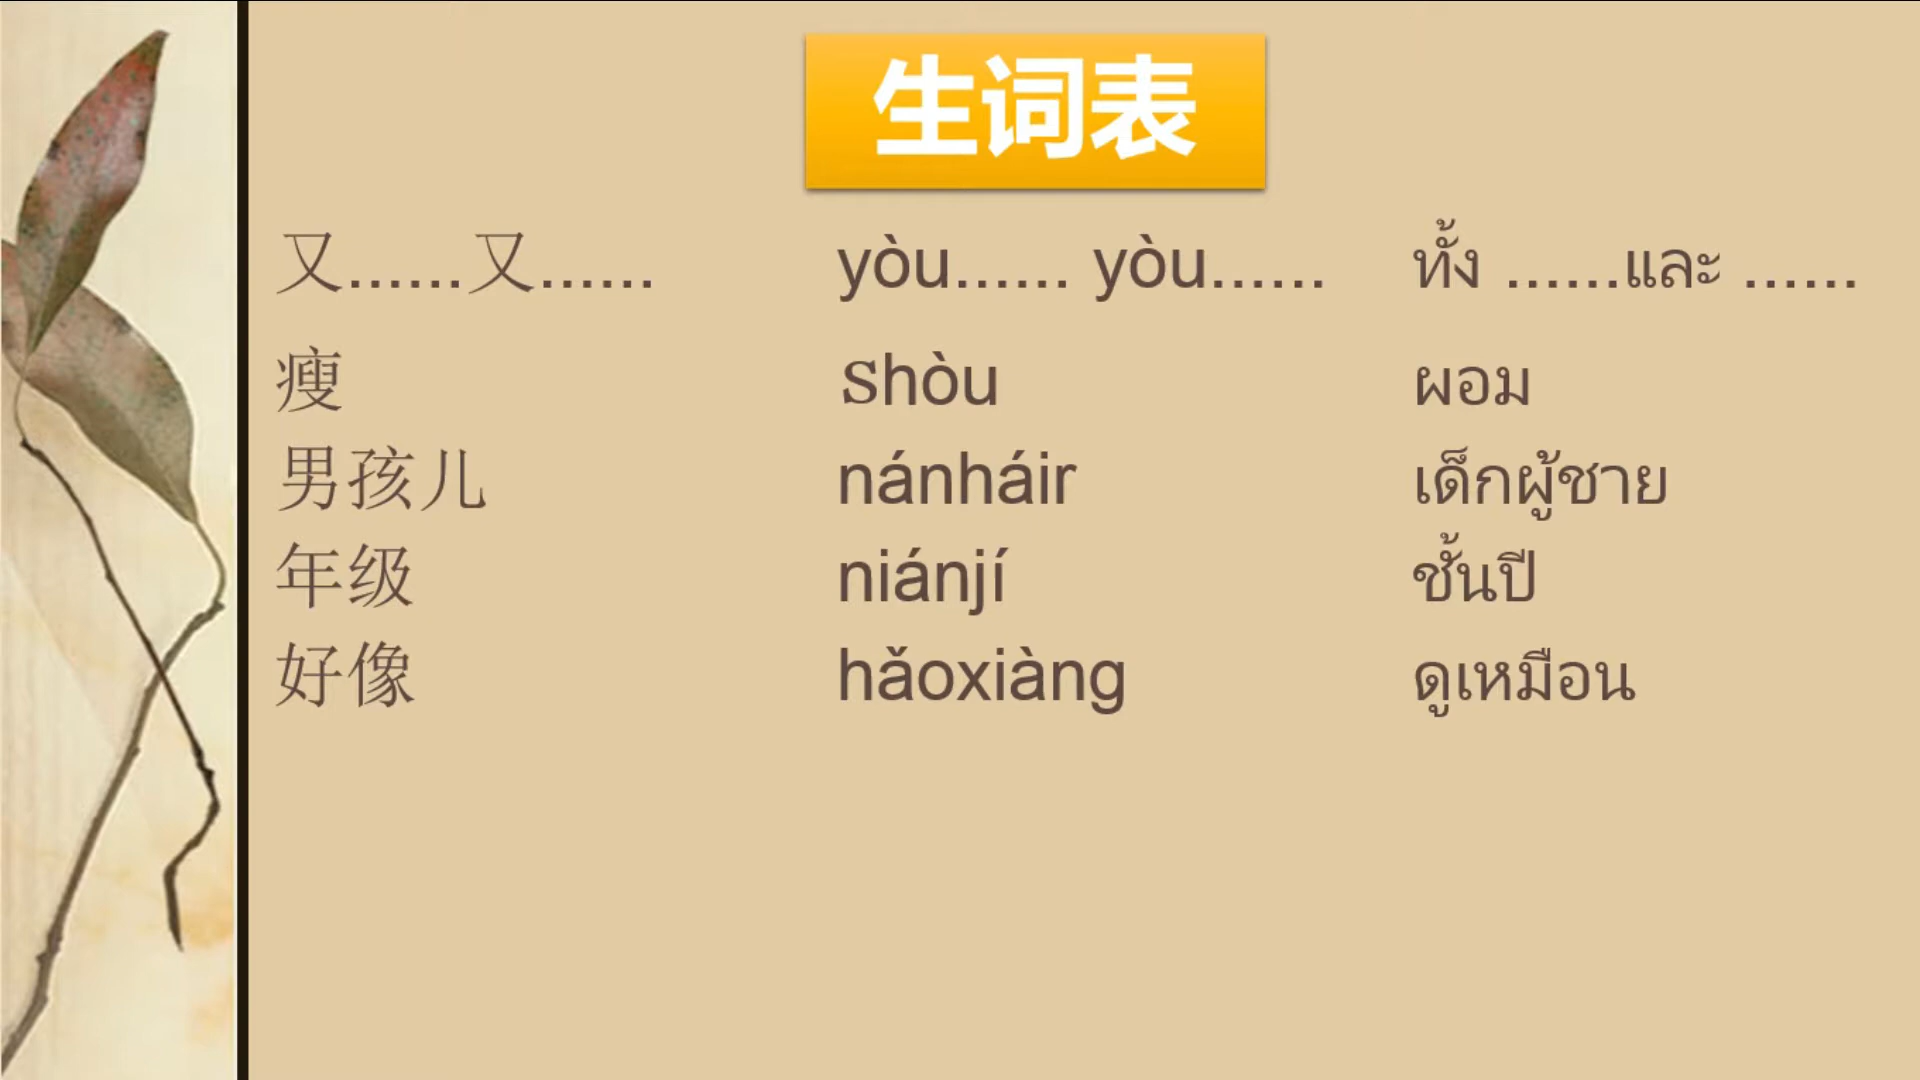 生词表
又......又...... yòu...... yòu...... ทั้ง ......และ ......
瘦 Shòu ผอม
男孩儿 nánháir เด็กผู้ชาย
年级 niánjí ชั้นปี
好像 hǎoxiàng ดูเหมือน